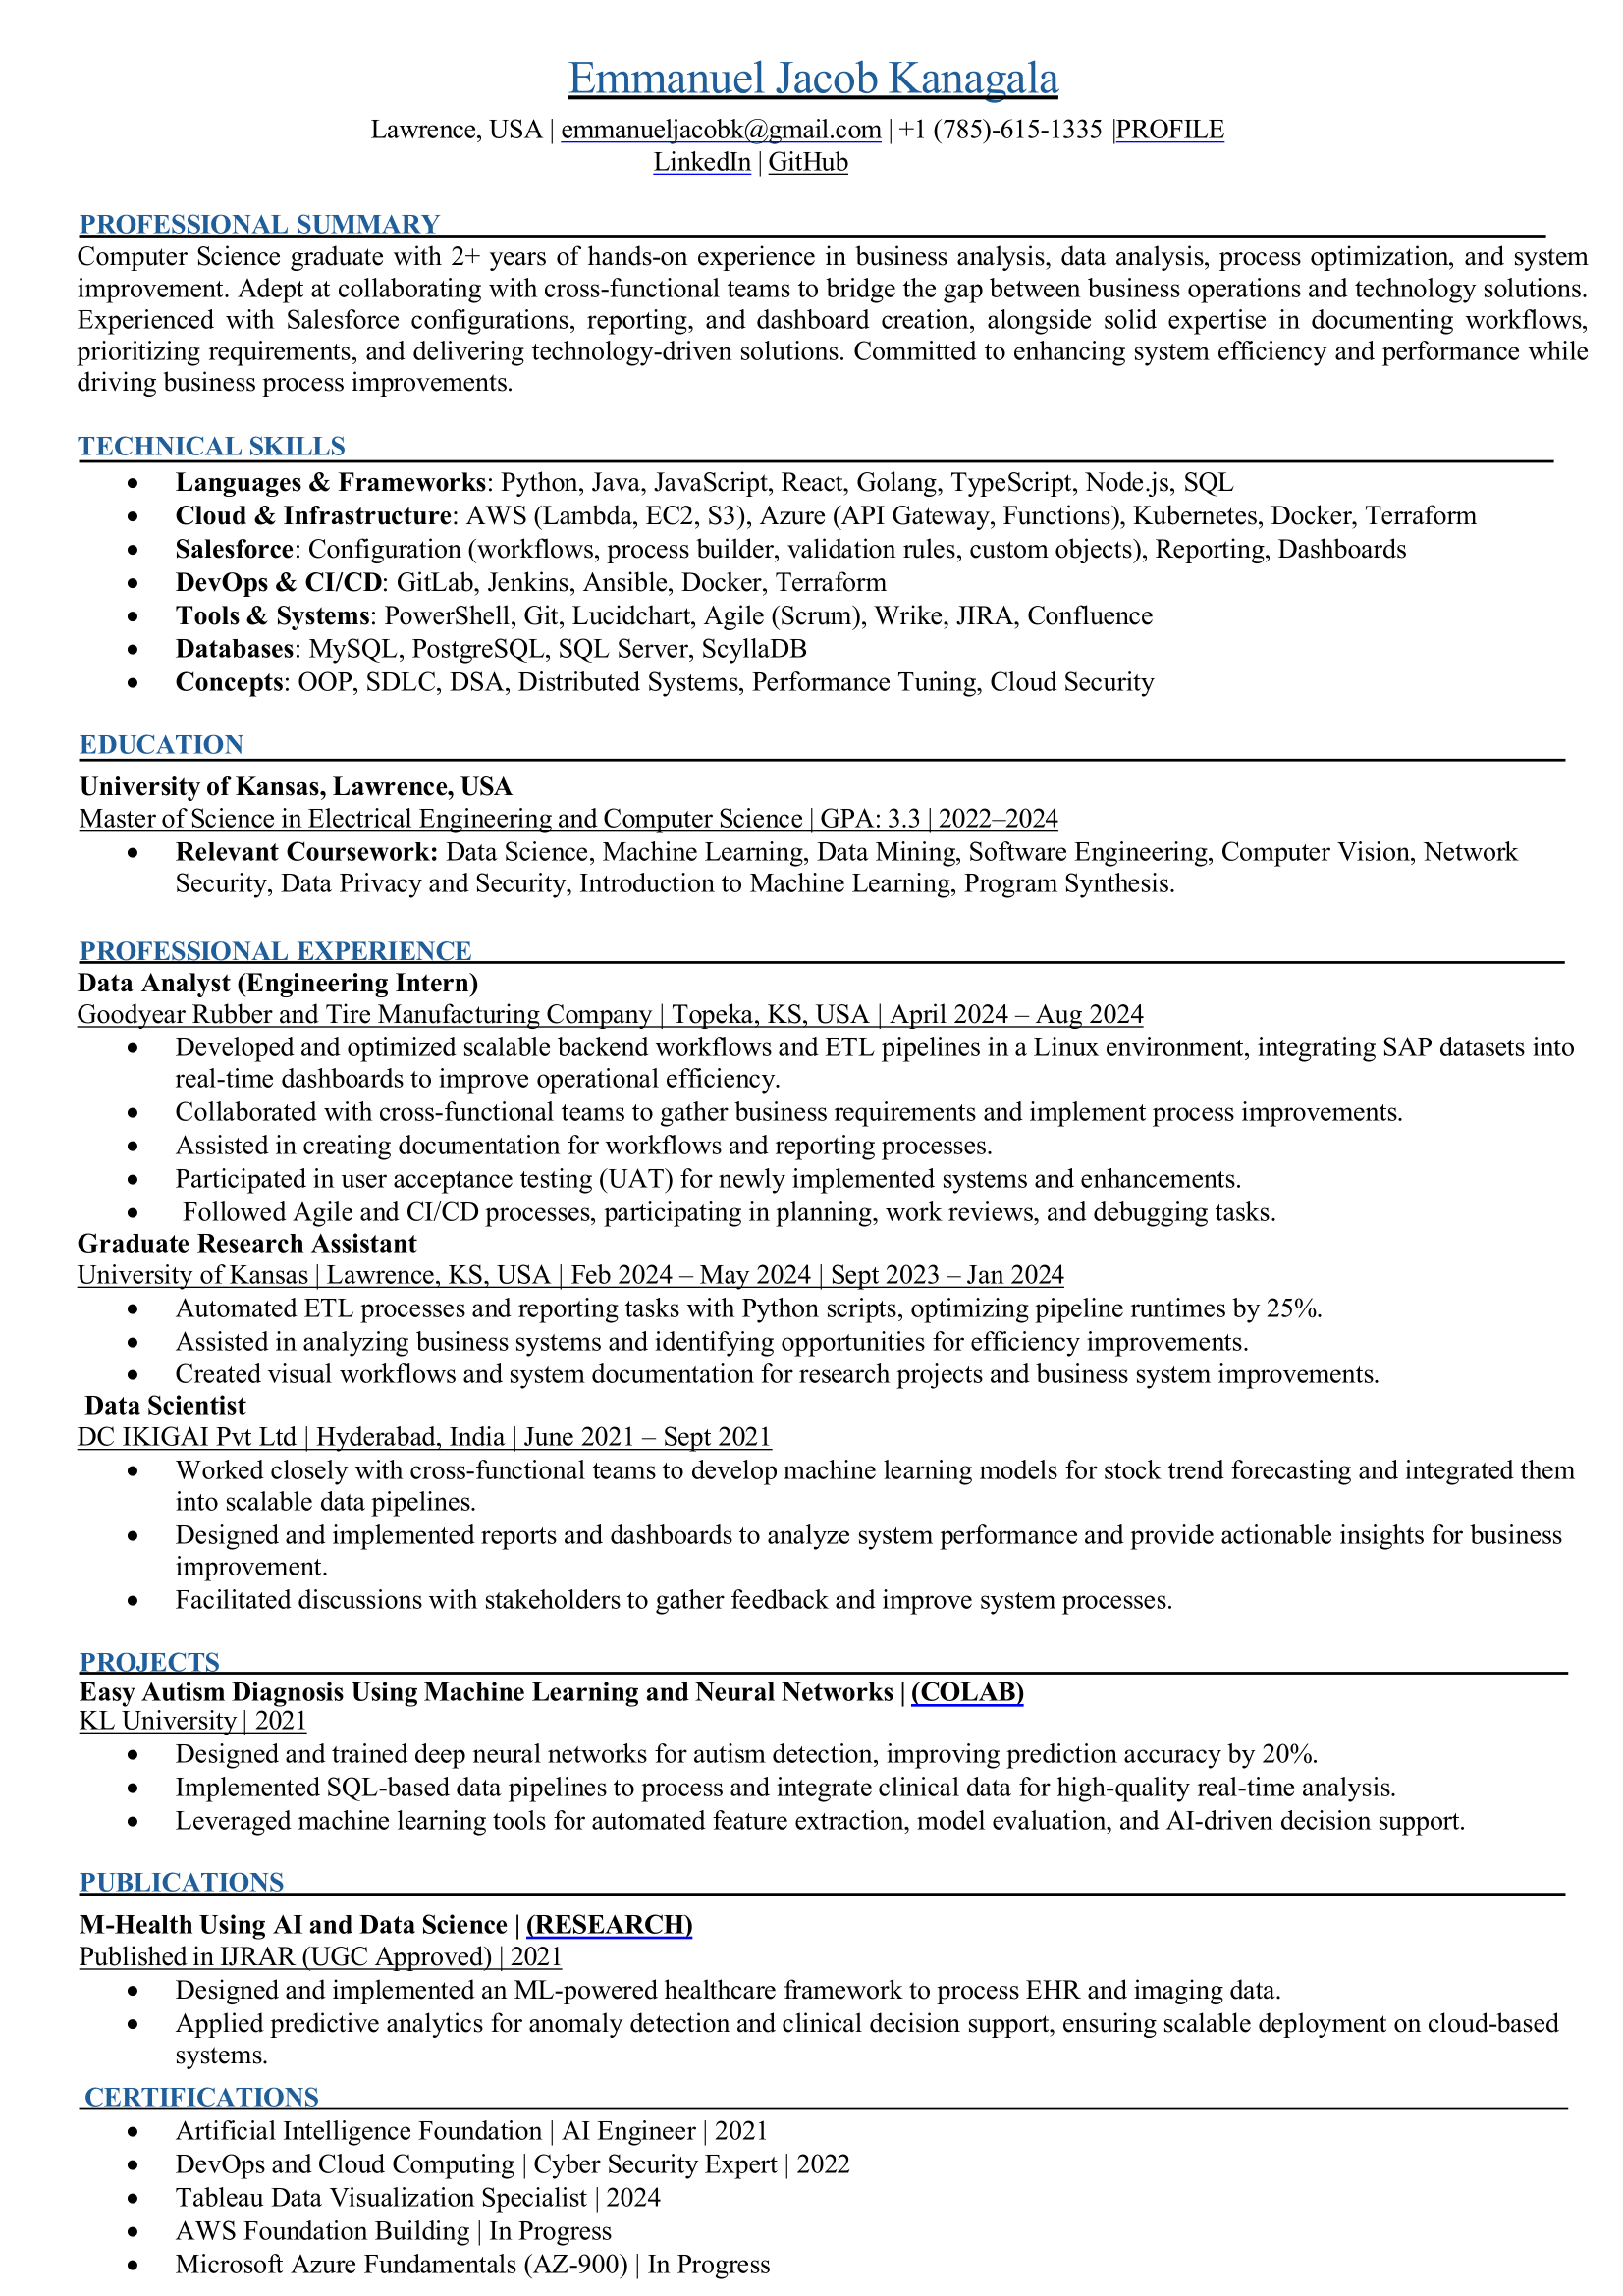 Emmanuel Jacob Kanagala
Lawrence, USA | emmanueljacobk@gmail.com | +1 (785)-615-1335 |PROFILE
LinkedIn | GitHub
PROFESSIONAL SUMMARY
Computer Science graduate with 2+ years of hands-on experience in business analysis, data analysis, process optimization, and system
improvement. Adept at collaborating with cross-functional teams to bridge the gap between business operations and technology solutions.
Experienced with Salesforce configurations, reporting, and dashboard creation, alongside solid expertise in documenting workflows,
prioritizing requirements, and delivering technology-driven solutions. Committed to enhancing system efficiency and performance while
driving business process improvements.
TECHNICAL SKILLS
• Languages & Frameworks: Python, Java, JavaScript, React, Golang, TypeScript, Node.js, SQL
• Cloud & Infrastructure: AWS (Lambda, EC2, S3), Azure (API Gateway, Functions), Kubernetes, Docker, Terraform
• Salesforce: Configuration (workflows, process builder, validation rules, custom objects), Reporting, Dashboards
• DevOps & CI/CD: GitLab, Jenkins, Ansible, Docker, Terraform
• Tools & Systems: PowerShell, Git, Lucidchart, Agile (Scrum), Wrike, JIRA, Confluence
• Databases: MySQL, PostgreSQL, SQL Server, ScyllaDB
• Concepts: OOP, SDLC, DSA, Distributed Systems, Performance Tuning, Cloud Security
EDUCATION
University of Kansas, Lawrence, USA
Master of Science in Electrical Engineering and Computer Science | GPA: 3.3 | 2022–2024
• Relevant Coursework: Data Science, Machine Learning, Data Mining, Software Engineering, Computer Vision, Network
Security, Data Privacy and Security, Introduction to Machine Learning, Program Synthesis.
PROFESSIONAL EXPERIENCE
Data Analyst (Engineering Intern)
Goodyear Rubber and Tire Manufacturing Company | Topeka, KS, USA | April 2024 – Aug 2024
• Developed and optimized scalable backend workflows and ETL pipelines in a Linux environment, integrating SAP datasets into
real-time dashboards to improve operational efficiency.
• Collaborated with cross-functional teams to gather business requirements and implement process improvements.
• Assisted in creating documentation for workflows and reporting processes.
• Participated in user acceptance testing (UAT) for newly implemented systems and enhancements.
• Followed Agile and CI/CD processes, participating in planning, work reviews, and debugging tasks.
Graduate Research Assistant
University of Kansas | Lawrence, KS, USA | Feb 2024 – May 2024 | Sept 2023 – Jan 2024
• Automated ETL processes and reporting tasks with Python scripts, optimizing pipeline runtimes by 25%.
• Assisted in analyzing business systems and identifying opportunities for efficiency improvements.
• Created visual workflows and system documentation for research projects and business system improvements.
Data Scientist
DC IKIGAI Pvt Ltd | Hyderabad, India | June 2021 – Sept 2021
• Worked closely with cross-functional teams to develop machine learning models for stock trend forecasting and integrated them
into scalable data pipelines.
• Designed and implemented reports and dashboards to analyze system performance and provide actionable insights for business
improvement.
• Facilitated discussions with stakeholders to gather feedback and improve system processes.
PROJECTS
Easy Autism Diagnosis Using Machine Learning and Neural Networks | (COLAB)
KL University | 2021
• Designed and trained deep neural networks for autism detection, improving prediction accuracy by 20%.
• Implemented SQL-based data pipelines to process and integrate clinical data for high-quality real-time analysis.
• Leveraged machine learning tools for automated feature extraction, model evaluation, and AI-driven decision support.
PUBLICATIONS
M-Health Using AI and Data Science | (RESEARCH)
Published in IJRAR (UGC Approved) | 2021
• Designed and implemented an ML-powered healthcare framework to process EHR and imaging data.
• Applied predictive analytics for anomaly detection and clinical decision support, ensuring scalable deployment on cloud-based
systems.
CERTIFICATIONS
• Artificial Intelligence Foundation | AI Engineer | 2021
• DevOps and Cloud Computing | Cyber Security Expert | 2022
• Tableau Data Visualization Specialist | 2024
• AWS Foundation Building | In Progress
• Microsoft Azure Fundamentals (AZ-900) | In Progress